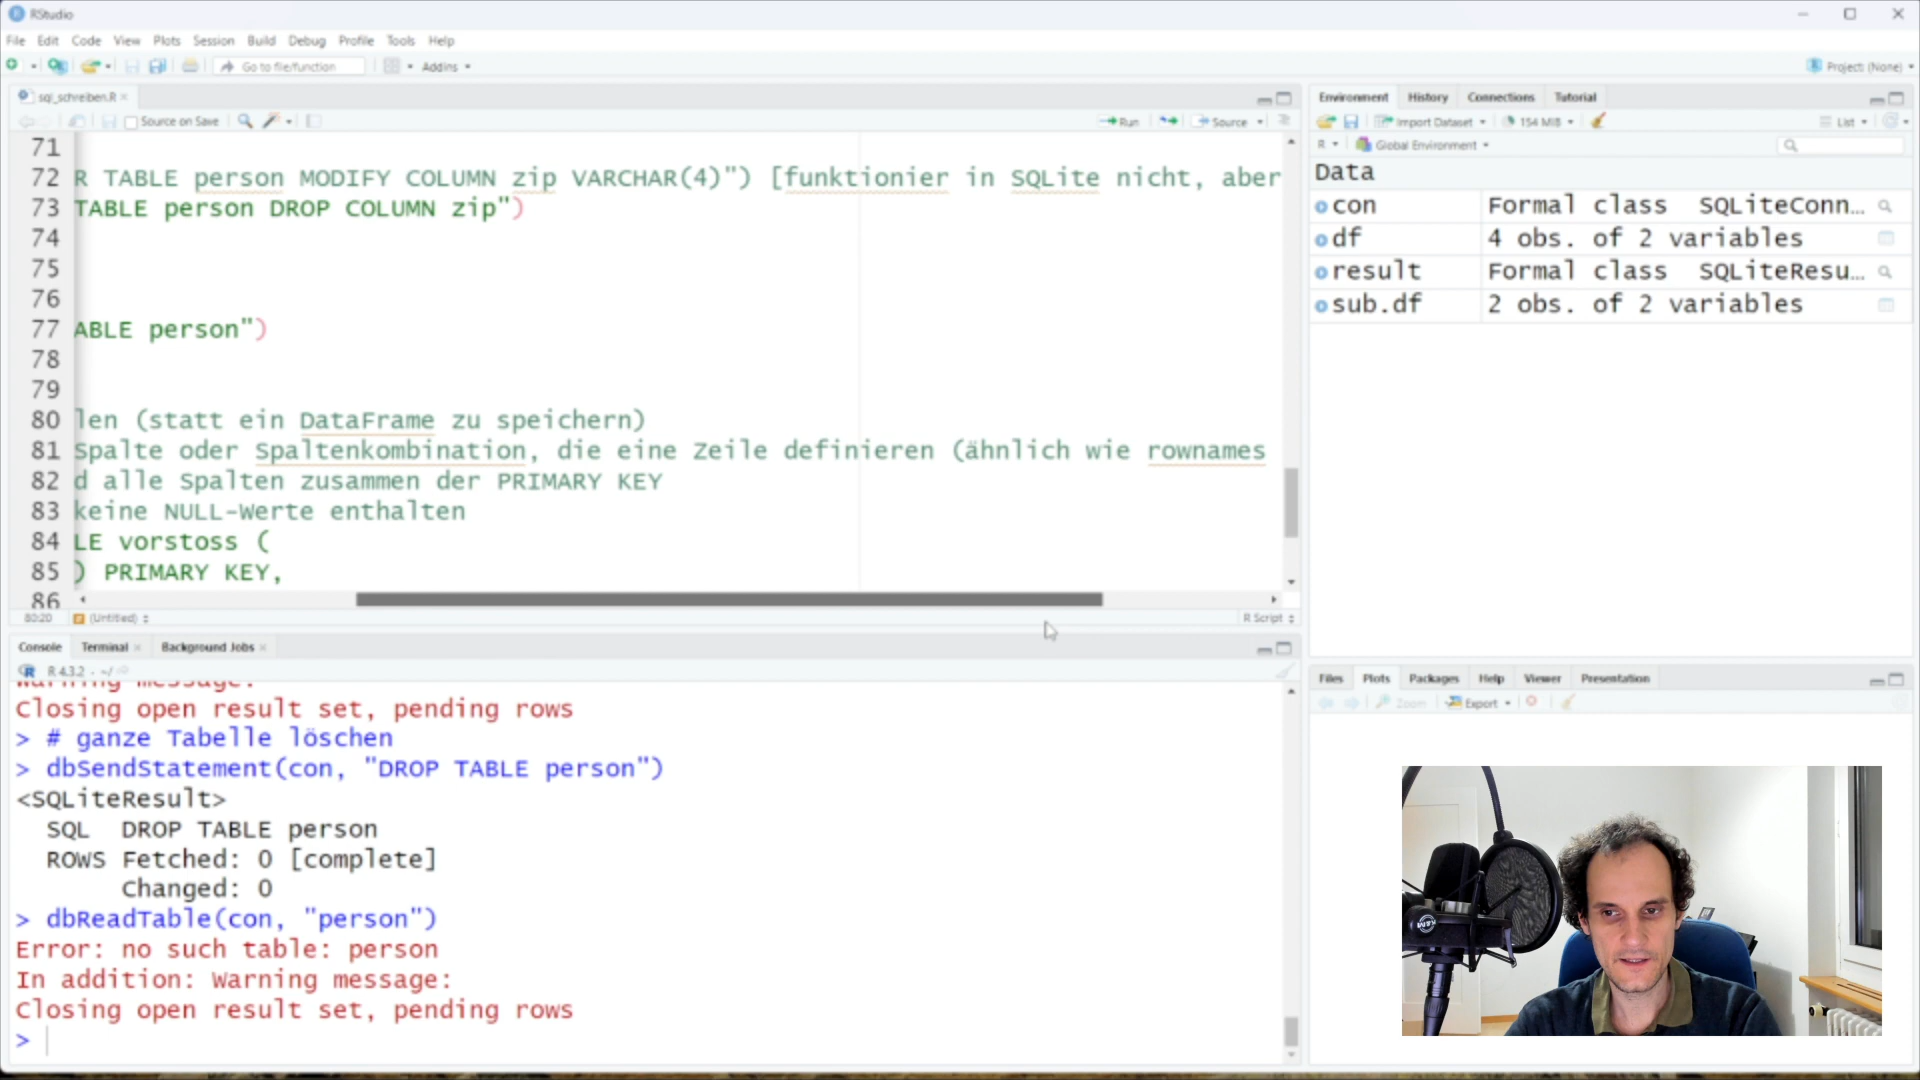 RStudio
File Edit Code View Plots Session Build Debug Profile Tools Help
Go to file/function
Addins
Project: (None)
sql_schreiben.R
Source on Save
Run
Source
71
72 R TABLE person MODIFY COLUMN zip VARCHAR(4)") [funktionier in SQLite nicht, aber
73 TABLE person DROP COLUMN zip")
74
75
76
77 ABLE person")
78
79
80 len (statt ein DataFrame zu speichern)
81 Spalte oder Spaltenkombination, die eine Zeile definieren (ähnlich wie rownames
82 d alle Spalten zusammen der PRIMARY KEY
83 keine NULL-Werte enthalten
84 LE vorstoss (
85 ) PRIMARY KEY,
86
80:20 (Untitled)
R Script
Console Terminal Background Jobs
R 4.3.2 · ~/
Warning message:
Closing open result set, pending rows
> # ganze Tabelle löschen
> dbSendStatement(con, "DROP TABLE person")
<SQLiteResult>
SQL DROP TABLE person
ROWS Fetched: 0 [complete]
Changed: 0
> dbReadTable(con, "person")
Error: no such table: person
In addition: Warning message:
Closing open result set, pending rows
>
Environment History Connections Tutorial
Import Dataset
154 MiB
List
R
Global Environment
Data
con Formal class SQLiteConn…
df 4 obs. of 2 variables
result Formal class SQLiteResu…
sub.df 2 obs. of 2 variables
Files Plots Packages Help Viewer Presentation
Zoom Export
K&M